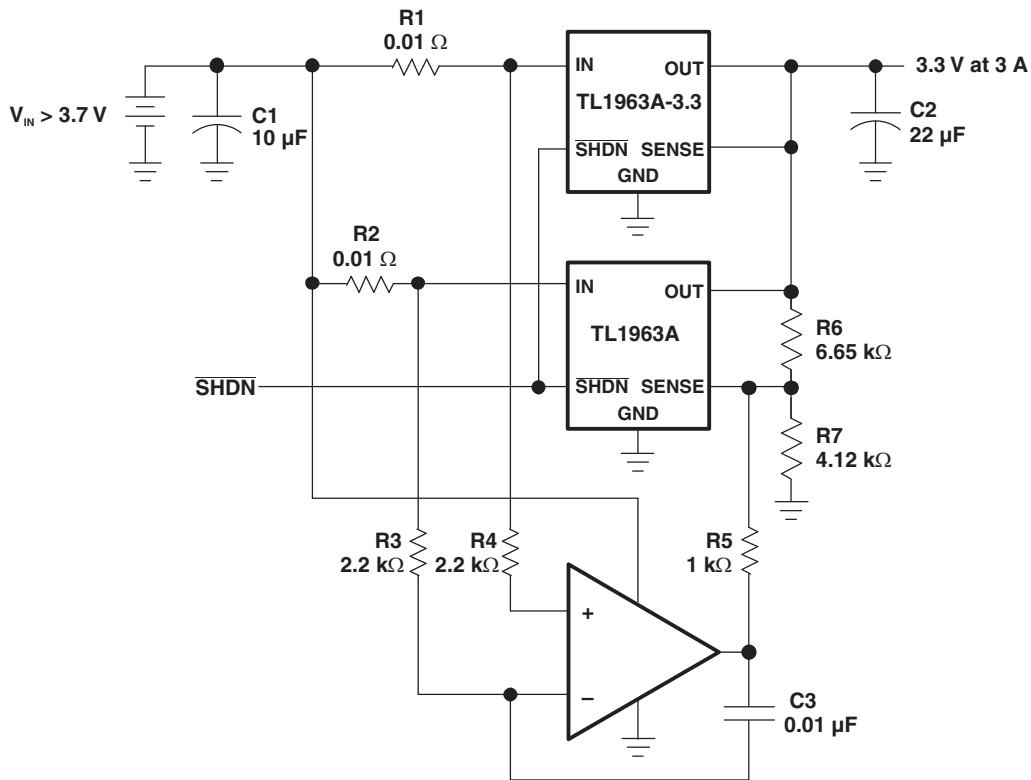 R1
0.01 Ω
IN
OUT
TL1963A-3.3
SHDN
SENSE
GND
3.3 V at 3 A
V_IN > 3.7 V
C1
10 µF
C2
22 µF
R2
0.01 Ω
IN
OUT
TL1963A
SHDN
SENSE
GND
R6
6.65 kΩ
SHDN
R7
4.12 kΩ
R3
2.2 kΩ
R4
2.2 kΩ
R5
1 kΩ
+
–
C3
0.01 µF